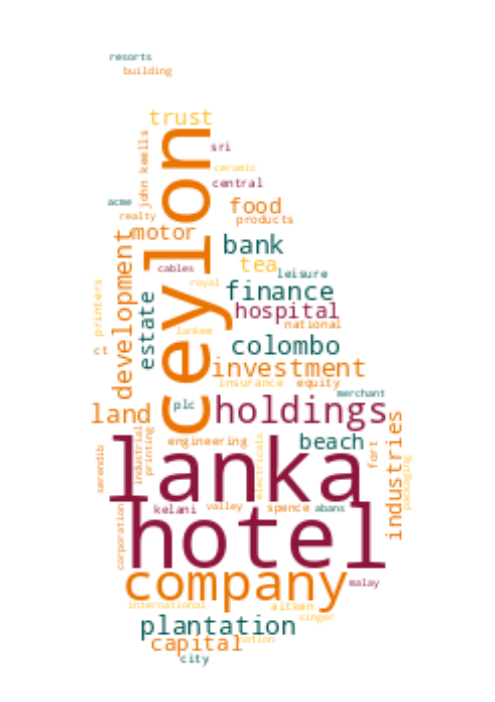 resorts
building
trust
john keells
ceylon
sri
ceramic
central
acme
food
realty
products
motor
development
bank
tea
cables
leisure
royal
printers
estate
finance
hospital
national
lankem
colombo
ct
investment
insurance
equity
merchant
plc
land
holdings
industries
beach
engineering
fort
lanka
industrial
printing
serendib
electricals
packaging
hotel
kelani
valley
spence
abans
corporation
company
malay
international
aitken
singer
plantation
capital
nation
city